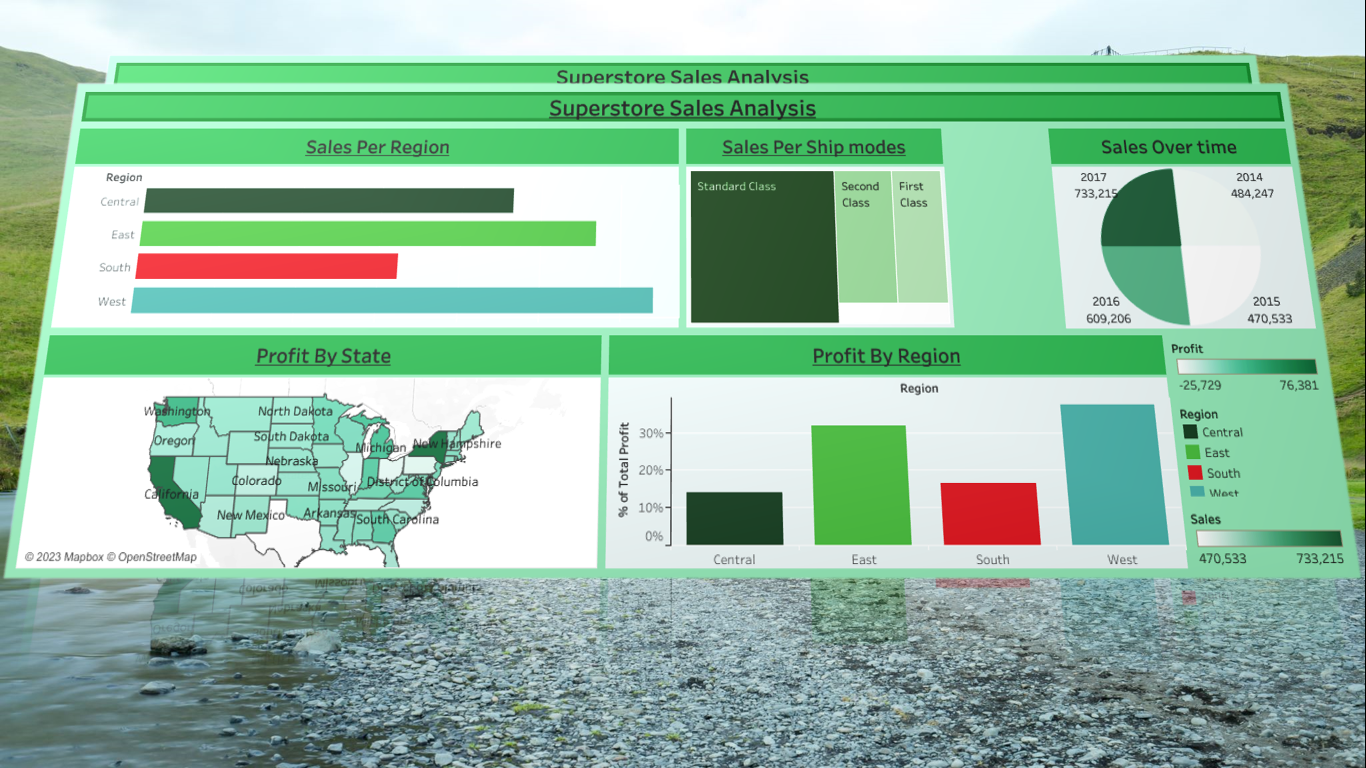 Superstore Sales Analysis
Superstore Sales Analysis
Sales Per Region
Region
Central
East
South
West
Sales Per Ship modes
Standard Class
Second
Class
First
Class
Sales Over time
2017
733,215
2014
484,247
2016
609,206
2015
470,533
Profit By State
Washington
North Dakota
Oregon
South Dakota
Michigan
New Hampshire
Nebraska
Colorado
Missouri
District of Columbia
California
New Mexico
Arkansas
South Carolina
© 2023 Mapbox © OpenStreetMap
Profit By Region
Region
% of Total Profit
30%
20%
10%
0%
Central
East
South
West
Profit
-25,729
76,381
Region
Central
East
South
West
Sales
470,533
733,215